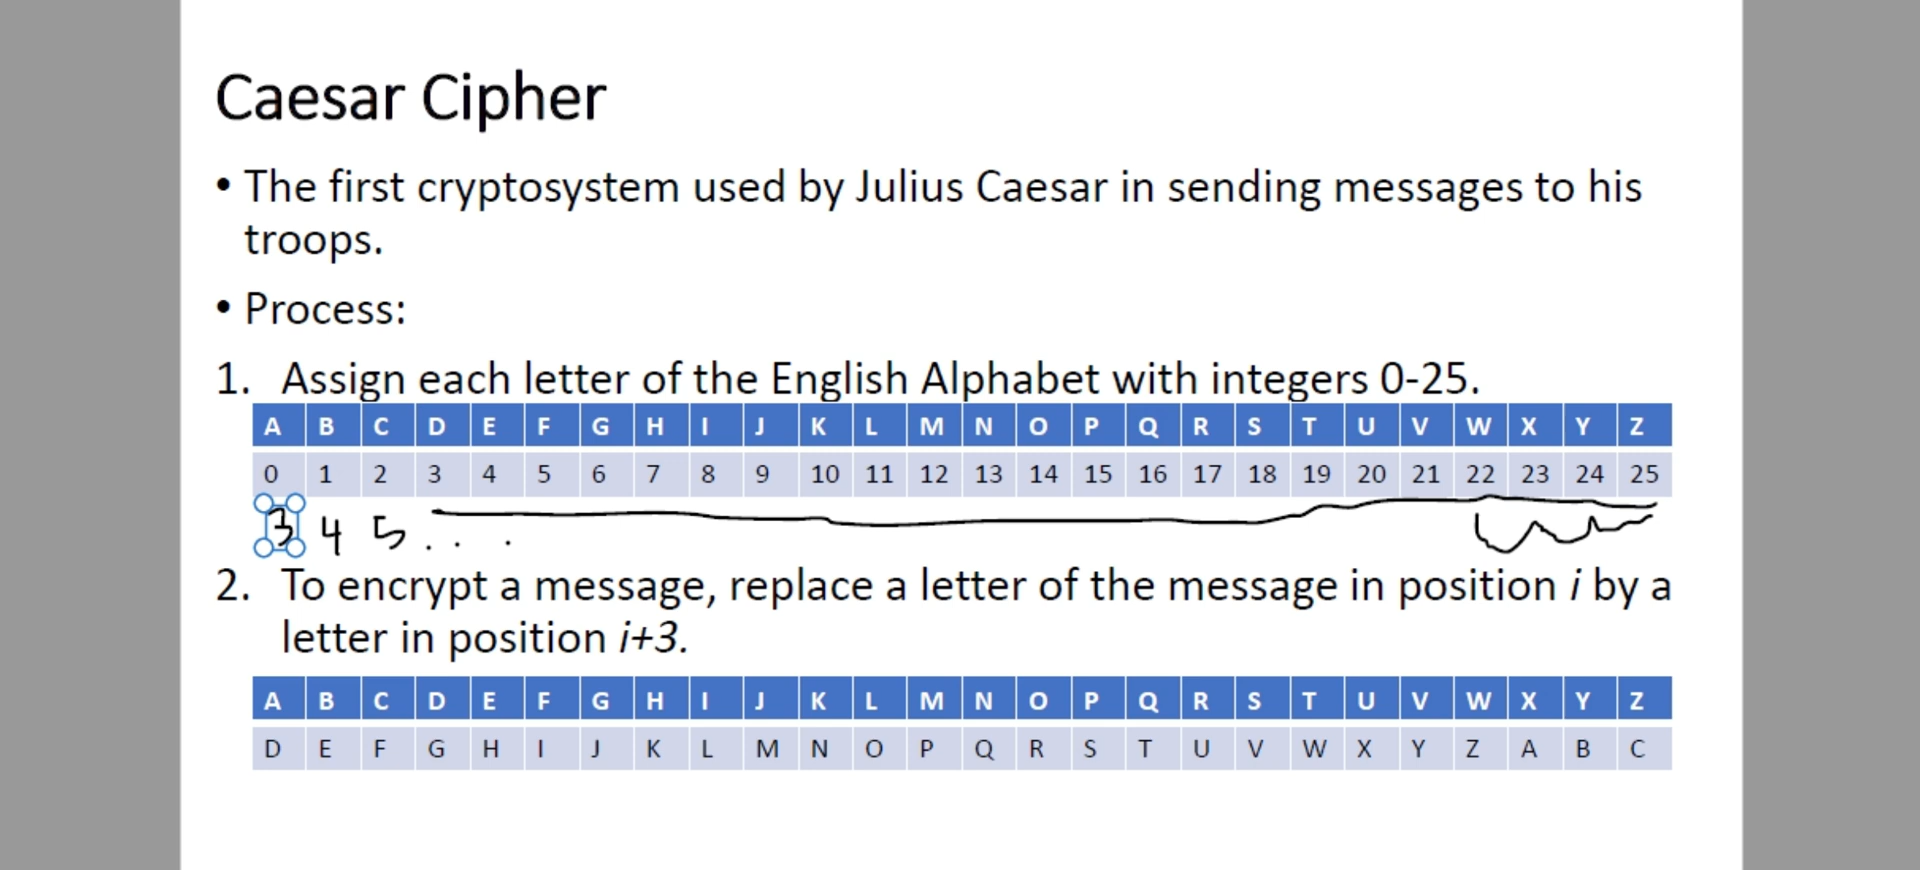 Caesar Cipher
• The first cryptosystem used by Julius Caesar in sending messages to his
troops.
• Process:
1. Assign each letter of the English Alphabet with integers 0-25.
A B C D E F G H I J K L M N O P Q R S T U V W X Y Z
0 1 2 3 4 5 6 7 8 9 10 11 12 13 14 15 16 17 18 19 20 21 22 23 24 25
3 4 5 . . .
2. To encrypt a message, replace a letter of the message in position i by a
letter in position i+3.
A B C D E F G H I J K L M N O P Q R S T U V W X Y Z
D E F G H I J K L M N O P Q R S T U V W X Y Z A B C